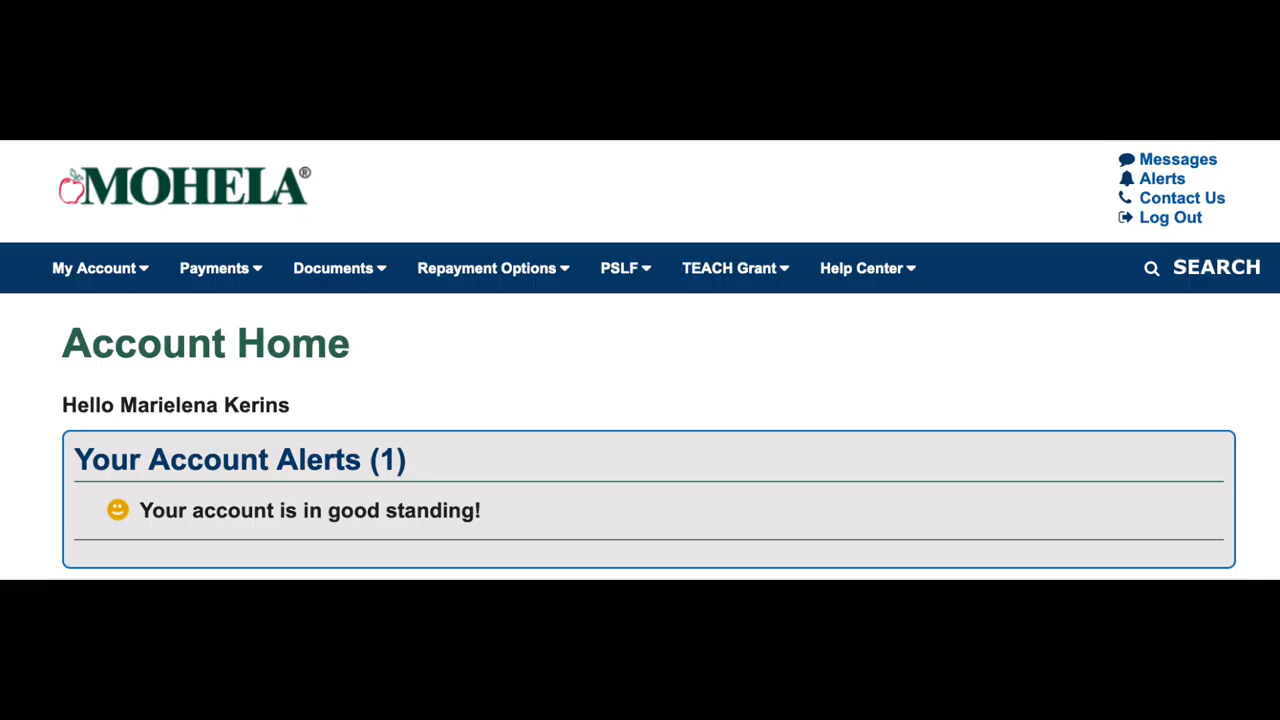 MOHELA®
Messages
Alerts
Contact Us
Log Out
My Account Payments Documents Repayment Options PSLF TEACH Grant Help Center SEARCH
Account Home
Hello Marielena Kerins
Your Account Alerts (1)
Your account is in good standing!